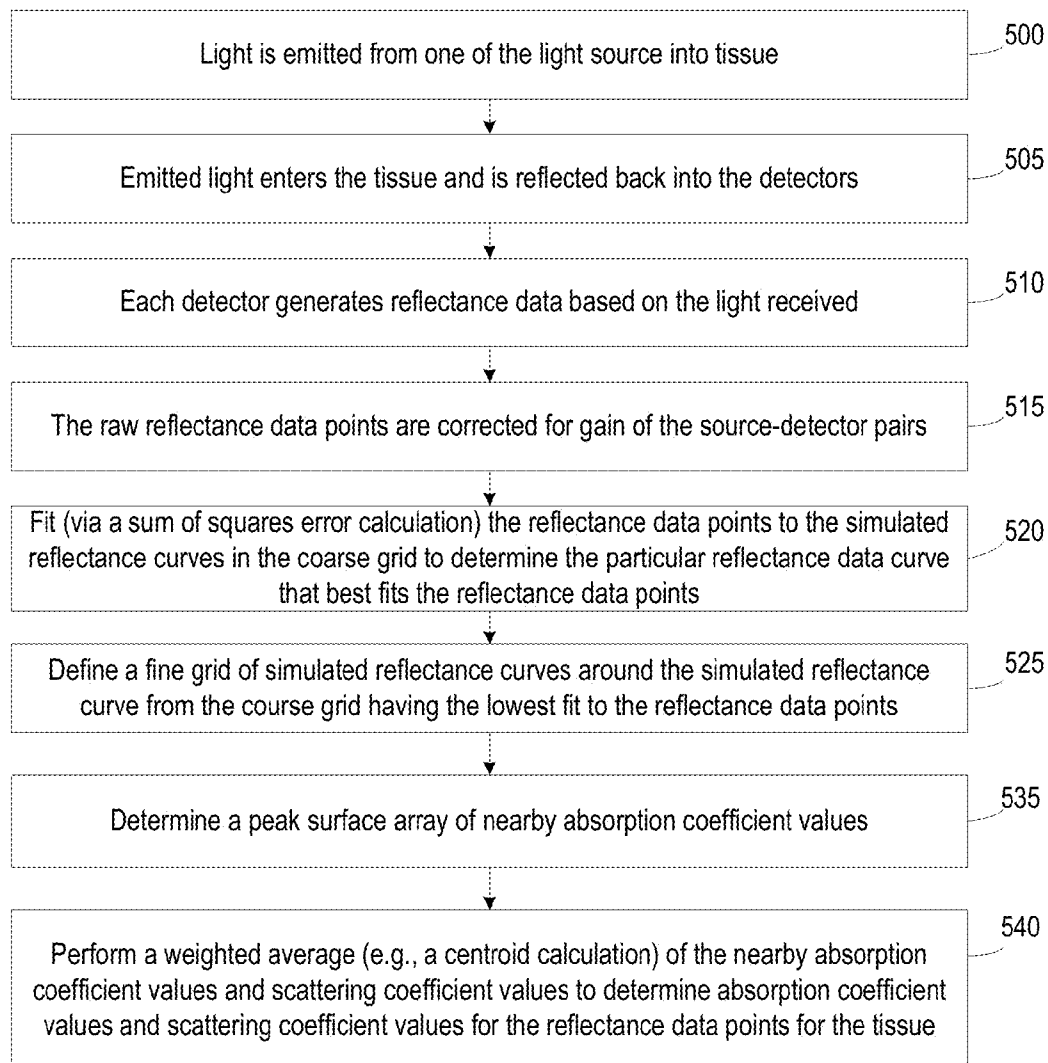 Light is emitted from one of the light source into tissue
500
Emitted light enters the tissue and is reflected back into the detectors
505
Each detector generates reflectance data based on the light received
510
The raw reflectance data points are corrected for gain of the source-detector pairs
515
Fit (via a sum of squares error calculation) the reflectance data points to the simulated
reflectance curves in the coarse grid to determine the particular reflectance data curve
that best fits the reflectance data points
520
Define a fine grid of simulated reflectance curves around the simulated reflectance
curve from the course grid having the lowest fit to the reflectance data points
525
Determine a peak surface array of nearby absorption coefficient values
535
Perform a weighted average (e.g., a centroid calculation) of the nearby absorption
coefficient values and scattering coefficient values to determine absorption coefficient
values and scattering coefficient values for the reflectance data points for the tissue
540